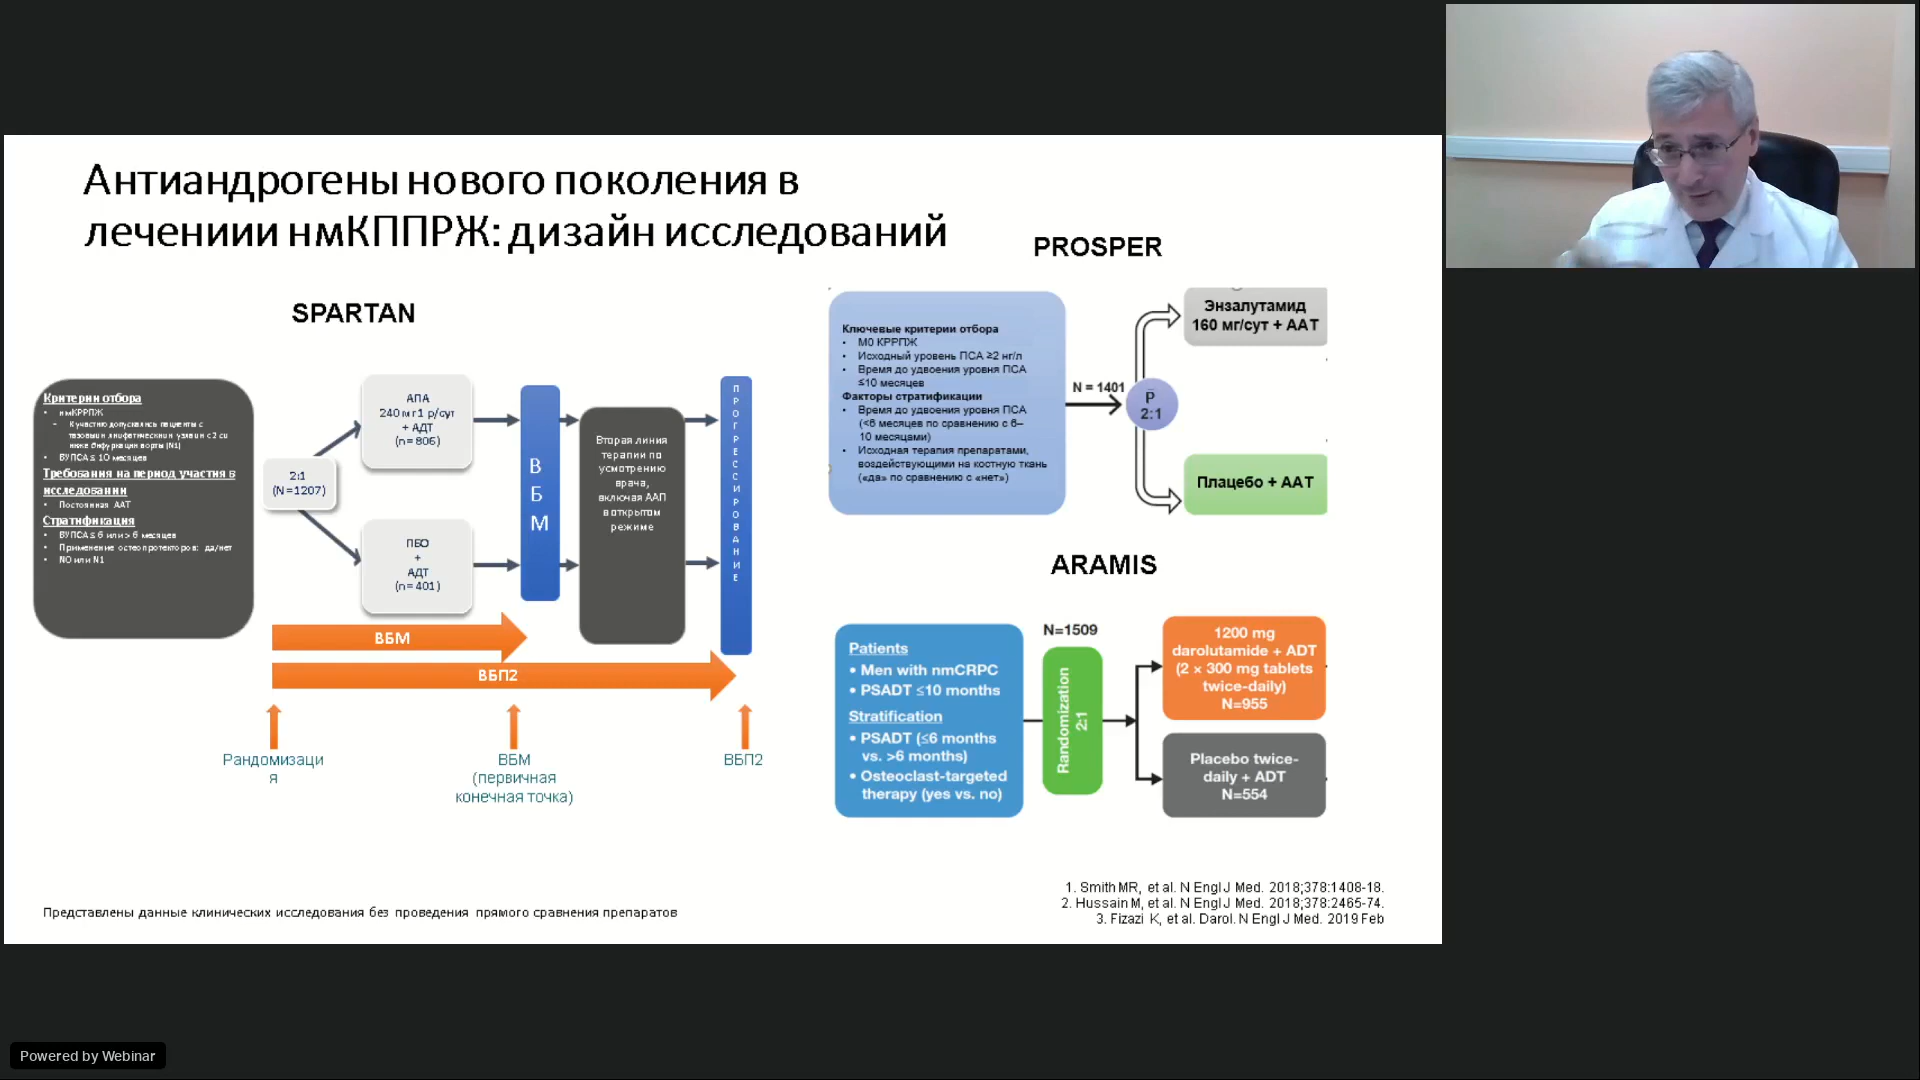 Антиандрогены нового поколения в
лечениии нмКППРЖ: дизайн исследований
SPARTAN
Критерии отбора
• нмКРРПЖ
– К участию допускались пациенты с
тазовыми лимфатическими узлами < 2 см
ниже бифуркации аорты (N1)
• ВУПСА ≤ 10 месяцев
Требования на период участия в
исследовании
• Постоянная ААТ
Стратификация
• ВУПСА ≤ 6 или > 6 месяцев
• Применение остеопротекторов: да/нет
• N0 или N1
2:1
(N=1207)
АПА
240 мг 1 р/сут
+ АДТ
(n= 806)
ПБО
+
АДТ
(n= 401)
В
Б
М
Вторая линия
терапии по
усмотрению
врача,
включая ААП
в открытом
режиме
П
Р
О
Г
Р
Е
С
С
И
Р
О
В
А
Н
И
Е
ВБМ
ВБП2
Рандомизаци
я
ВБМ
(первичная
конечная точка)
ВБП2
PROSPER
Ключевые критерии отбора
• М0 КРРПЖ
• Исходный уровень ПСА ≥2 нг/л
• Время до удвоения уровня ПСА
≤10 месяцев
Факторы стратификации
• Время до удвоения уровня ПСА
(<6 месяцев по сравнению с 6–
10 месяцами)
• Исходная терапия препаратами,
воздействующими на костную ткань
(«да» по сравнению с «нет»)
N = 1401
Р
2:1
Энзалутамид
160 мг/сут + ААТ
Плацебо + ААТ
ARAMIS
Patients
• Men with nmCRPC
• PSADT ≤10 months
Stratification
• PSADT (≤6 months
vs. >6 months)
• Osteoclast-targeted
therapy (yes vs. no)
N=1509
Randomization
2:1
1200 mg
darolutamide + ADT
(2 × 300 mg tablets
twice-daily)
N=955
Placebo twice-
daily + ADT
N=554
1. Smith MR, et al. N Engl J Med. 2018;378:1408-18.
2. Hussain M, et al. N Engl J Med. 2018;378:2465-74.
3. Fizazi K, et al. Darol. N Engl J Med. 2019 Feb
Представлены данные клинических исследования без проведения прямого сравнения препаратов
Powered by Webinar